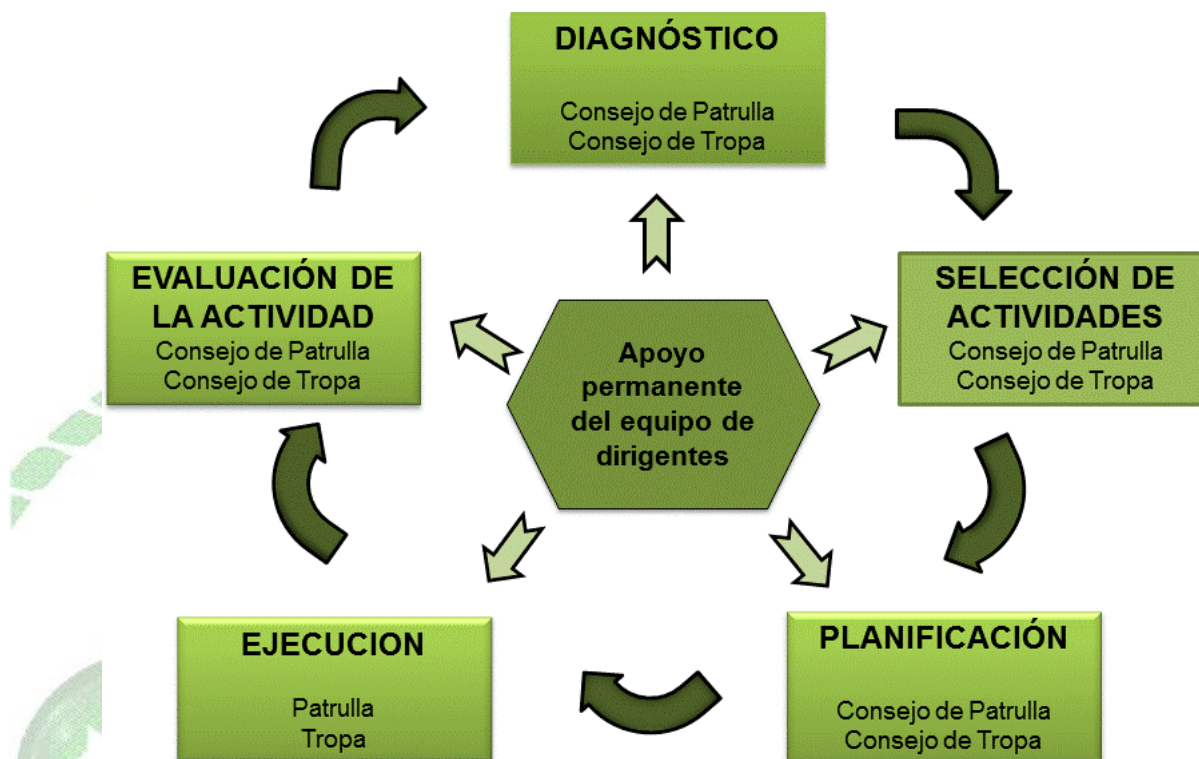 DIAGNÓSTICO
Consejo de Patrulla
Consejo de Tropa
EVALUACIÓN DE
LA ACTIVIDAD
Consejo de Patrulla
Consejo de Tropa
SELECCIÓN DE
ACTIVIDADES
Consejo de Patrulla
Consejo de Tropa
Apoyo
permanente
del equipo de
dirigentes
EJECUCION
Patrulla
Tropa
PLANIFICACIÓN
Consejo de Patrulla
Consejo de Tropa